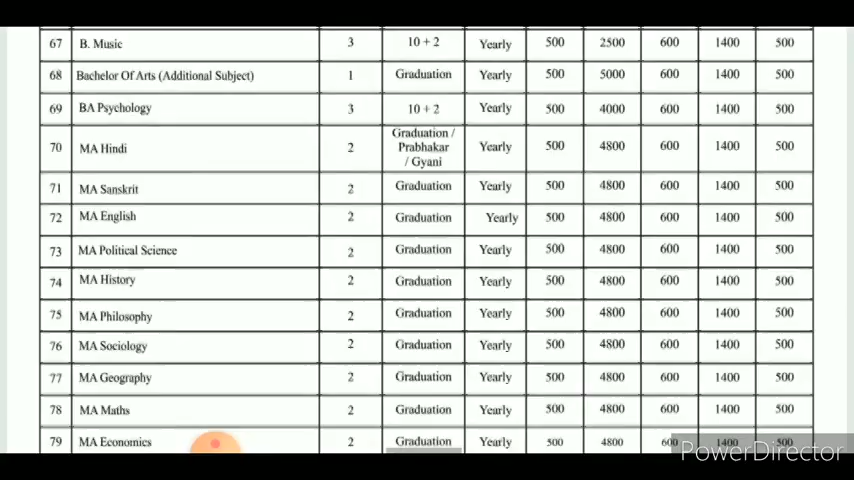 67 B. Music 3 10 + 2 Yearly 500 2500 600 1400 500
68 Bachelor Of Arts (Additional Subject) 1 Graduation Yearly 500 5000 600 1400 500
69 BA Psychology 3 10 + 2 Yearly 500 4000 600 1400 500
70 MA Hindi 2 Graduation / Prabhakar / Gyani Yearly 500 4800 600 1400 500
71 MA Sanskrit 2 Graduation Yearly 500 4800 600 1400 500
72 MA English 2 Graduation Yearly 500 4800 600 1400 500
73 MA Political Science 2 Graduation Yearly 500 4800 600 1400 500
74 MA History 2 Graduation Yearly 500 4800 600 1400 500
75 MA Philosophy 2 Graduation Yearly 500 4800 600 1400 500
76 MA Sociology 2 Graduation Yearly 500 4800 600 1400 500
77 MA Geography 2 Graduation Yearly 500 4800 600 1400 500
78 MA Maths 2 Graduation Yearly 500 4800 600 1400 500
79 MA Economics 2 Graduation Yearly 500 4800 600 1400 500
PowerDirector